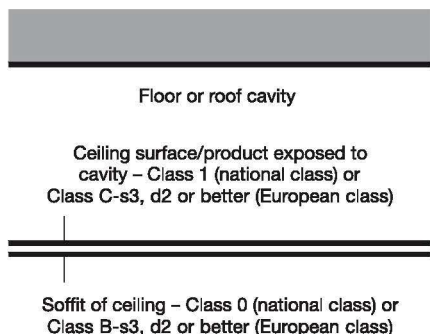 Floor or roof cavity
Ceiling surface/product exposed to
cavity – Class 1 (national class) or
Class C-s3, d2 or better (European class)
Soffit of ceiling – Class 0 (national class) or
Class B-s3, d2 or better (European class)